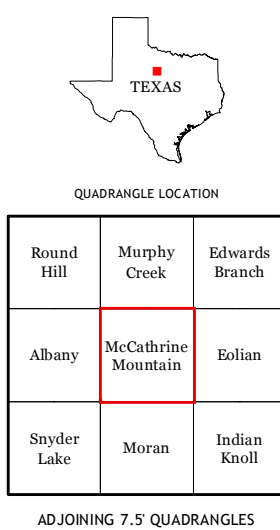 TEXAS
QUADRANGLE LOCATION
Round
Hill
Murphy
Creek
Edwards
Branch
Albany
McCathrine
Mountain
Eolian
Snyder
Lake
Moran
Indian
Knoll
ADJOINING 7.5' QUADRANGLES